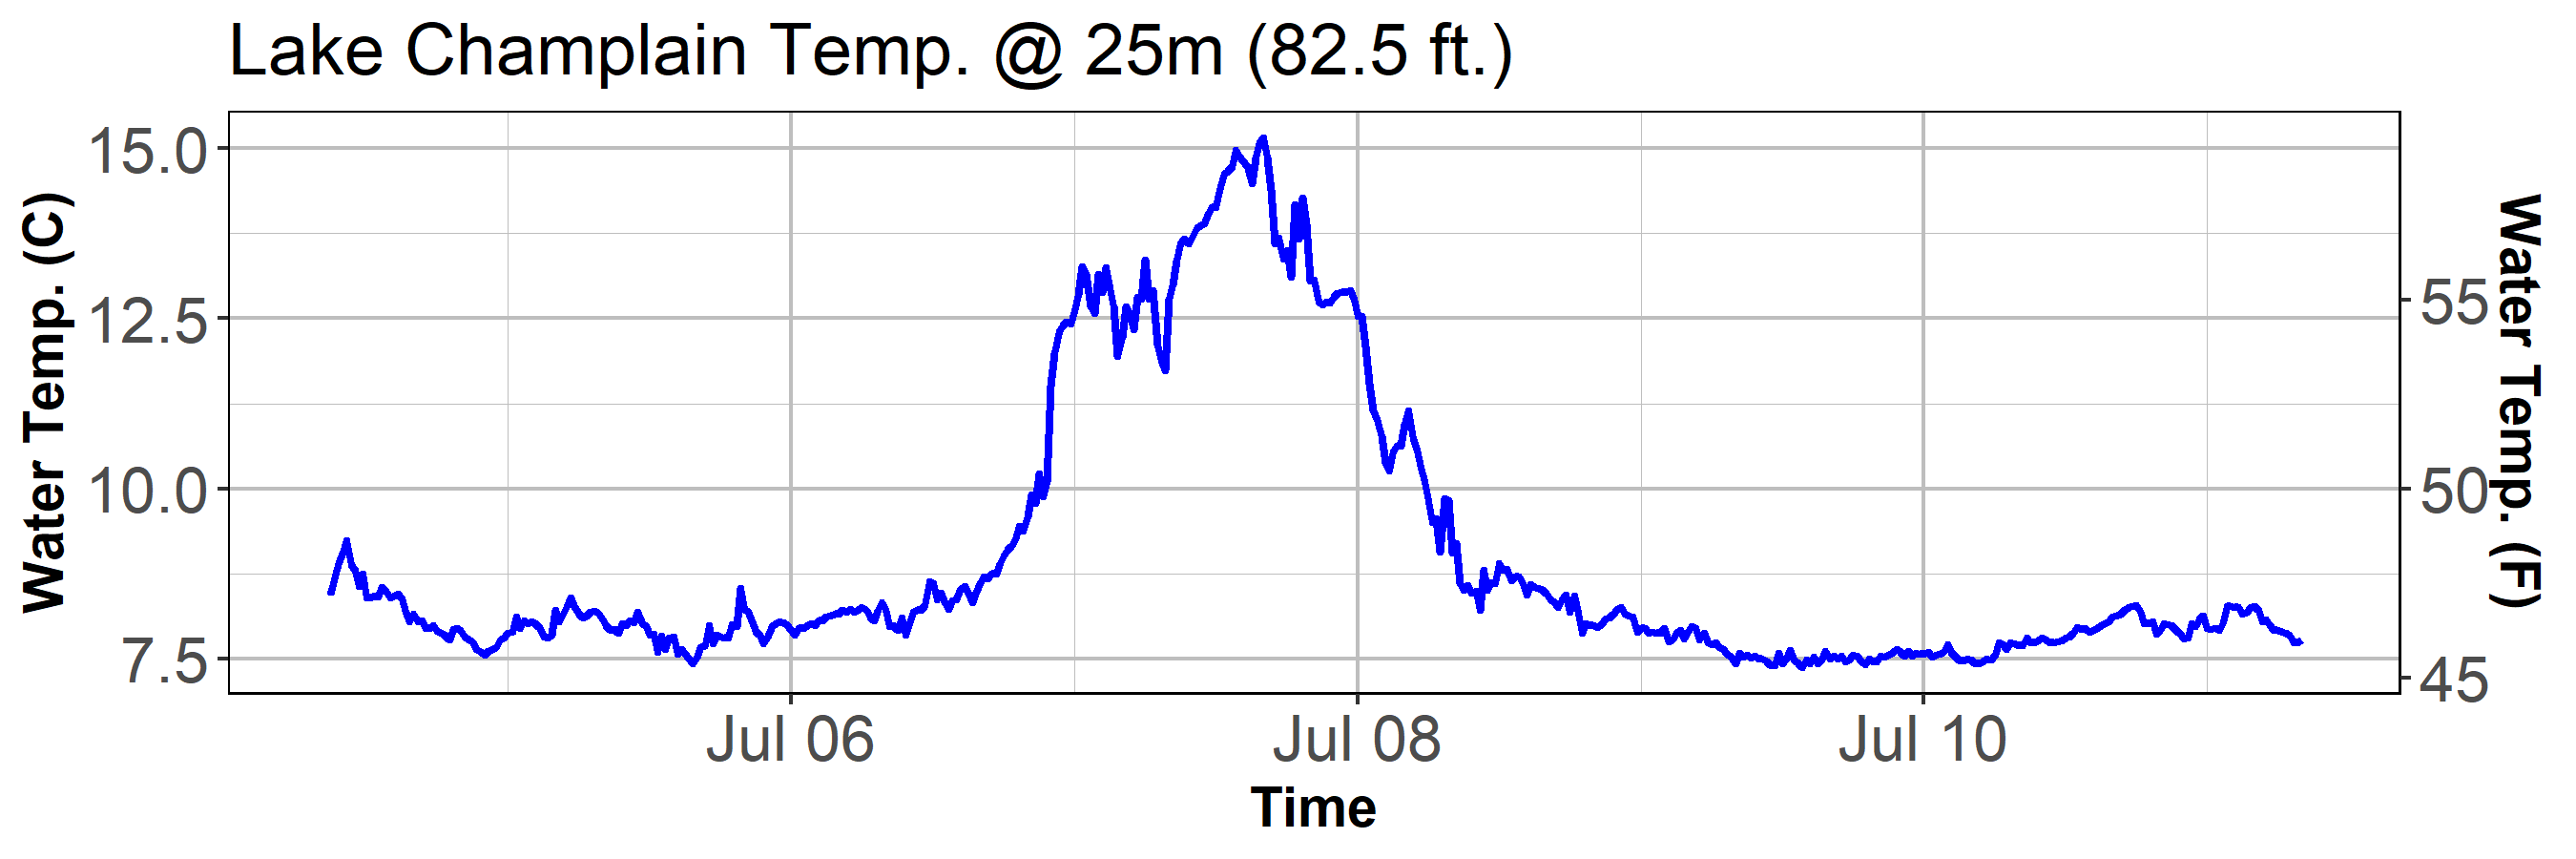 Lake Champlain Temp. @ 25m (82.5 ft.)
Water Temp. (C)
15.0
12.5
10.0
7.5
55
50
45
Water Temp. (F)
Jul 06
Jul 08
Jul 10
Time